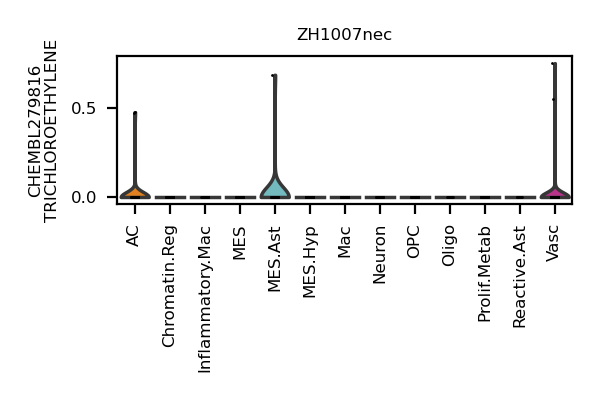 ZH1007nec
CHEMBL279816
TRICHLOROETHYLENE
0.5
0.0
AC
Chromatin.Reg
Inflammatory.Mac
MES
MES.Ast
MES.Hyp
Mac
Neuron
OPC
Oligo
Prolif.Metab
Reactive.Ast
Vasc